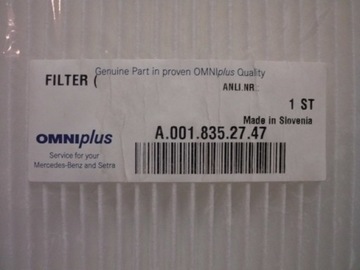 Genuine Part in proven OMNIplus Quality
FILTER (
ANLI.NR:
1 ST
Made in Slovenia
OMNIplus
A.001.835.27.47
Service for your
Mercedes-Benz and Setra